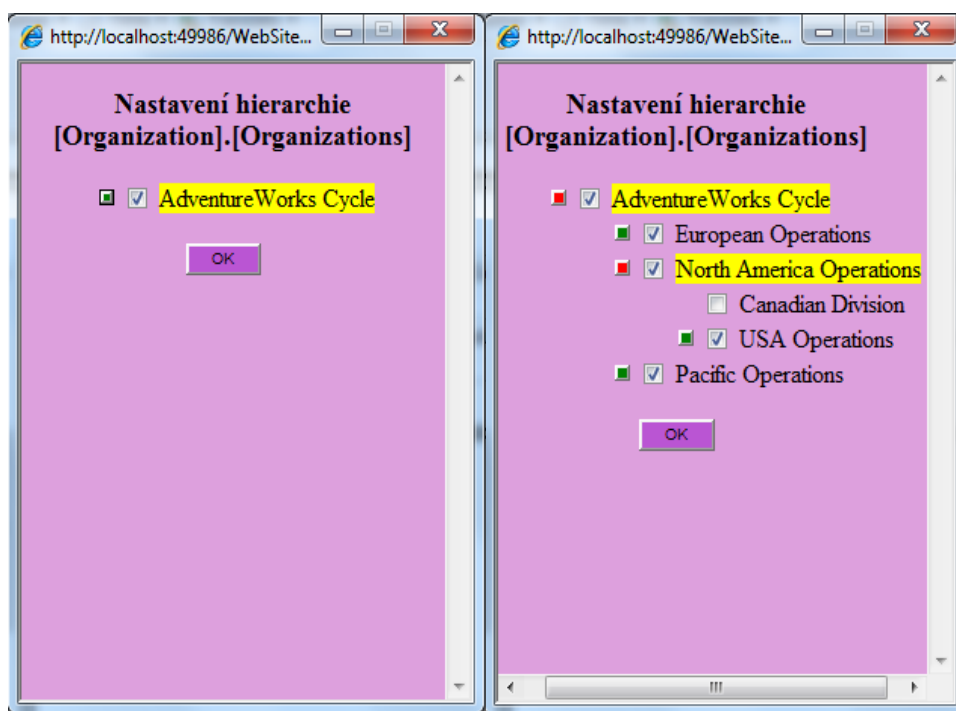 http://localhost:49986/WebSite...
Nastavení hierarchie
[Organization].[Organizations]
AdventureWorks Cycle
OK
http://localhost:49986/WebSite...
Nastavení hierarchie
[Organization].[Organizations]
AdventureWorks Cycle
European Operations
North America Operations
Canadian Division
USA Operations
Pacific Operations
OK